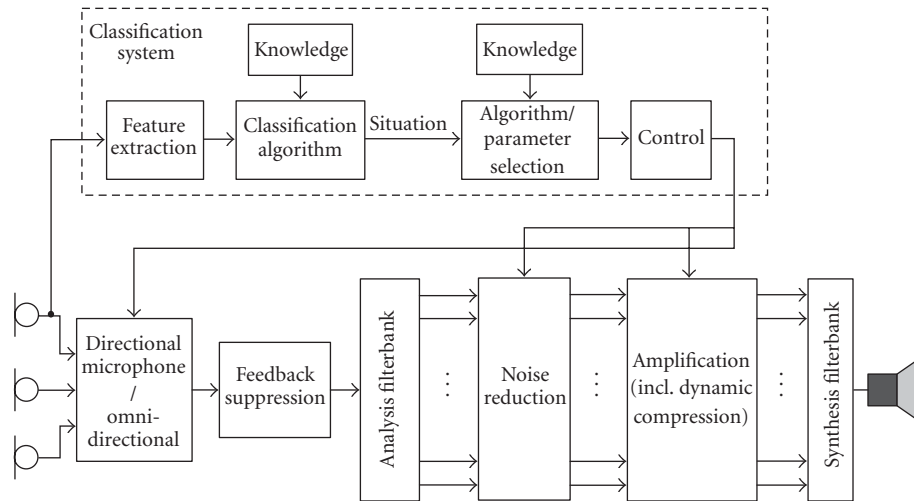 Classification
system
Knowledge
Knowledge
Feature
extraction
Classification
algorithm
Situation
Algorithm/
parameter
selection
Control
Directional
microphone
/
omni-
directional
Feedback
suppression
Analysis filterbank
Noise
reduction
Amplification
(incl. dynamic
compression)
Synthesis filterbank